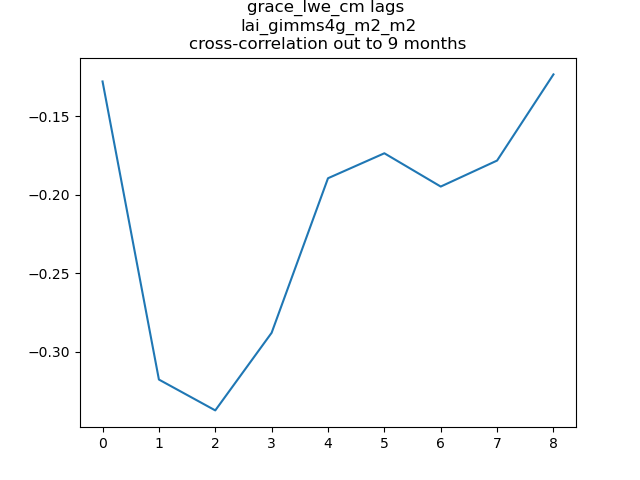 grace_lwe_cm lags
lai_gimms4g_m2_m2
cross-correlation out to 9 months
−0.15
−0.20
−0.25
−0.30
0 1 2 3 4 5 6 7 8